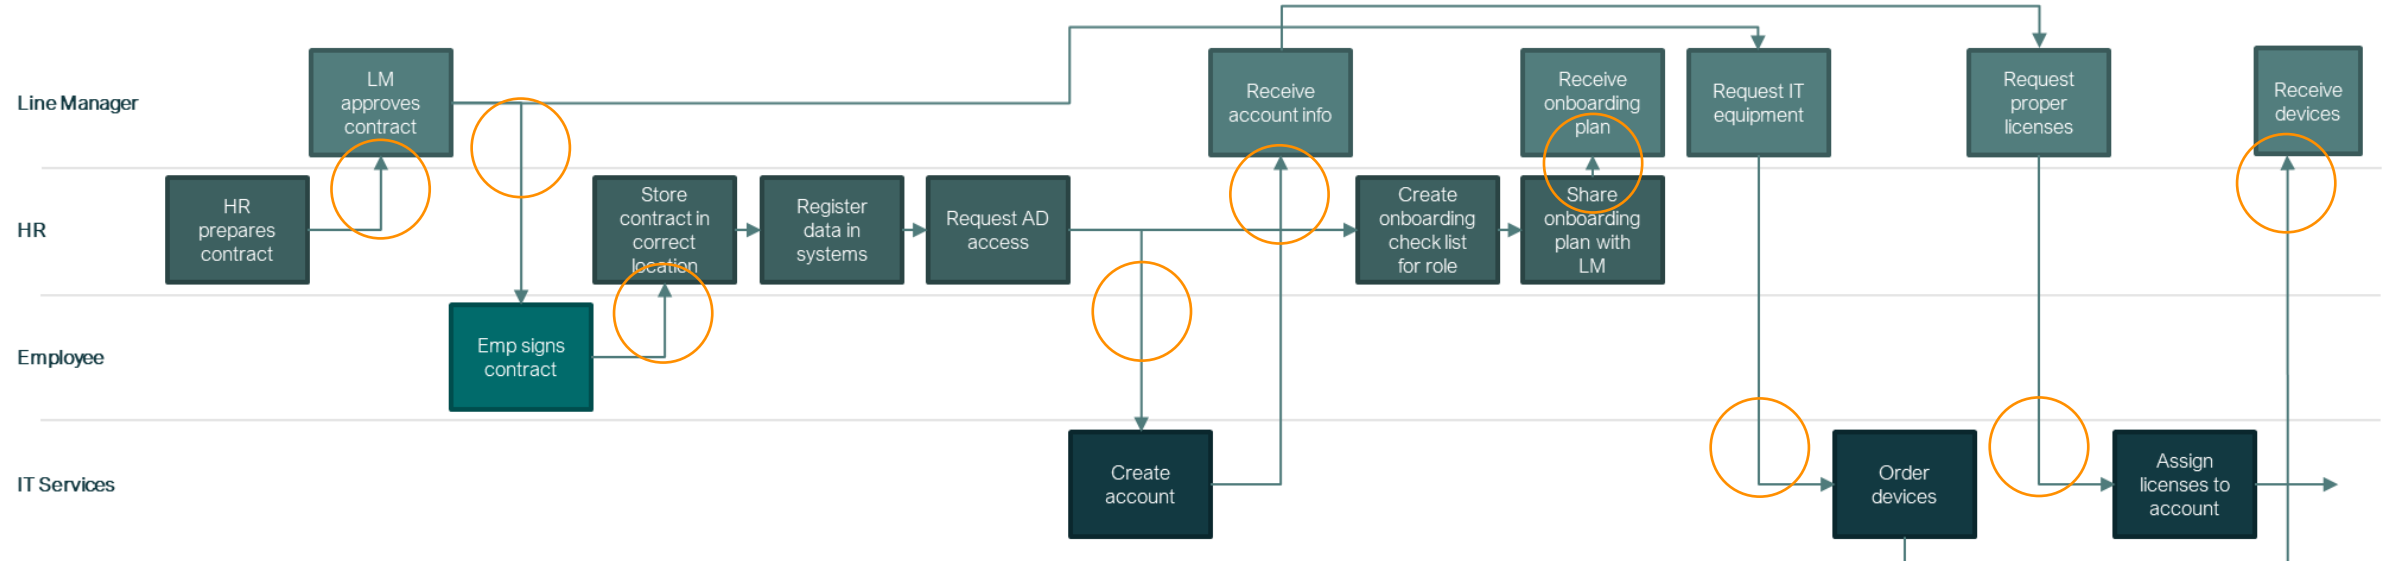 Line Manager
LM
approves
contract
Receive
account info
Receive
onboarding
plan
Request IT
equipment
Request
proper
licenses
Receive
devices
HR
HR
prepares
contract
Store
contract in
correct
location
Register
data in
systems
Request AD
access
Create
onboarding
check list
for role
Share
onboarding
plan with
LM
Employee
Emp signs
contract
IT Services
Create
account
Order
devices
Assign
licenses to
account